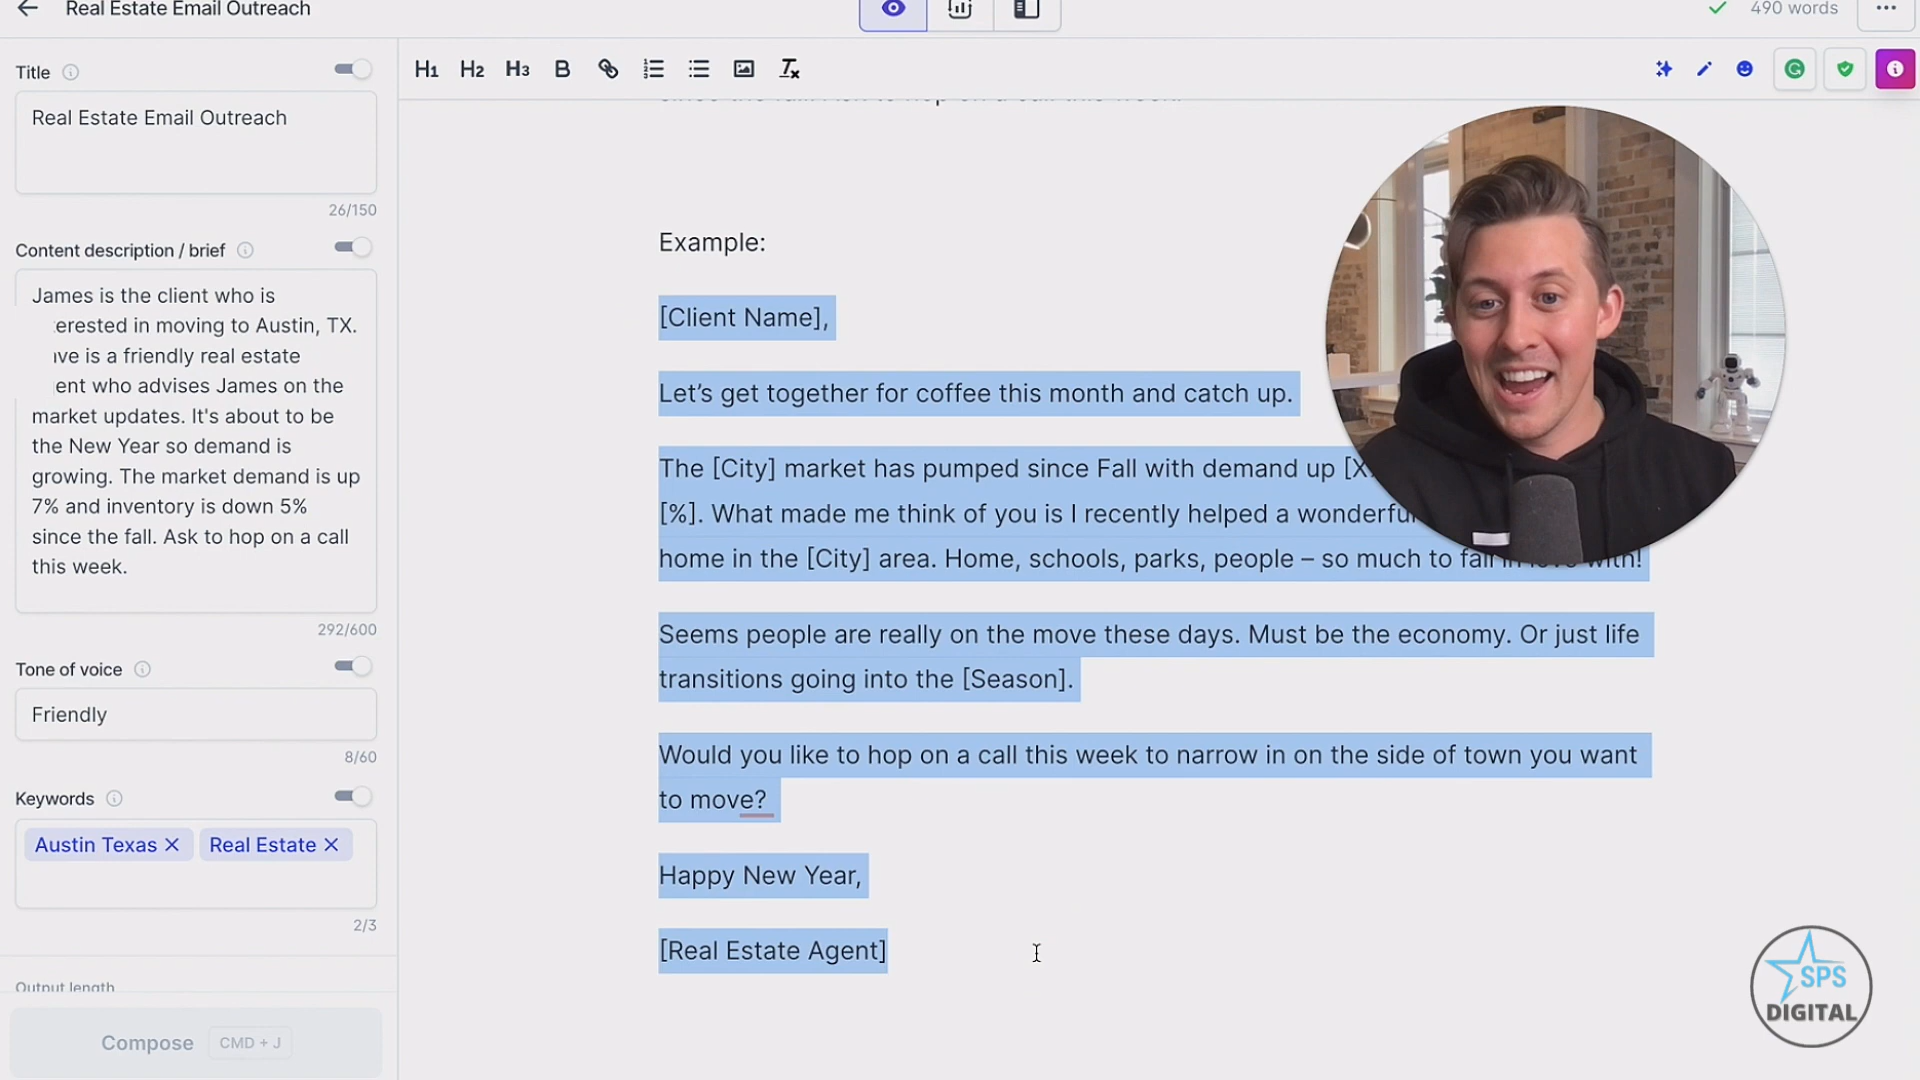 Real Estate Email Outreach
490 words
Title
Real Estate Email Outreach
26/150
Content description / brief
James is the client who is
terested in moving to Austin, TX.
ve is a friendly real estate
ent who advises James on the
market updates. It's about to be
the New Year so demand is
growing. The market demand is up
7% and inventory is down 5%
since the fall. Ask to hop on a call
this week.
292/600
Tone of voice
Friendly
8/60
Keywords
Austin Texas
Real Estate
2/3
Output length
Compose CMD + J
H1 H2 H3 B
Example:
[Client Name],
Let’s get together for coffee this month and catch up.
The [City] market has pumped since Fall with demand up [X
[%]. What made me think of you is I recently helped a wonderfu
home in the [City] area. Home, schools, parks, people – so much to fall in love with!
Seems people are really on the move these days. Must be the economy. Or just life
transitions going into the [Season].
Would you like to hop on a call this week to narrow in on the side of town you want
to move?
Happy New Year,
[Real Estate Agent]
SPS
DIGITAL